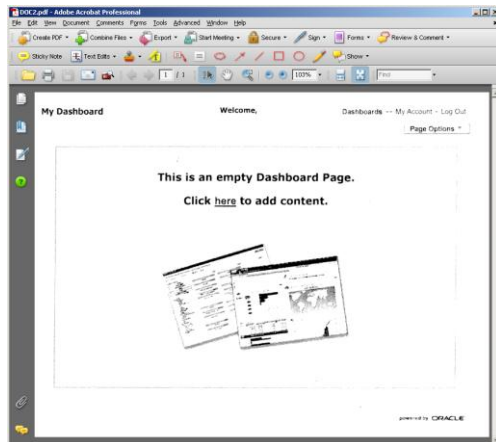 DOC2.pdf - Adobe Acrobat Professional
File Edit View Document Comments Forms Tools Advanced Window Help
Create PDF Combine Files Export Start Meeting Secure Sign Forms Review & Comment
Sticky Note Text Edits Show
1 / 1 100% Find
My Dashboard Welcome, Dashboards - My Account - Log Out
Page Options
This is an empty Dashboard Page.
Click here to add content.
powered by ORACLE